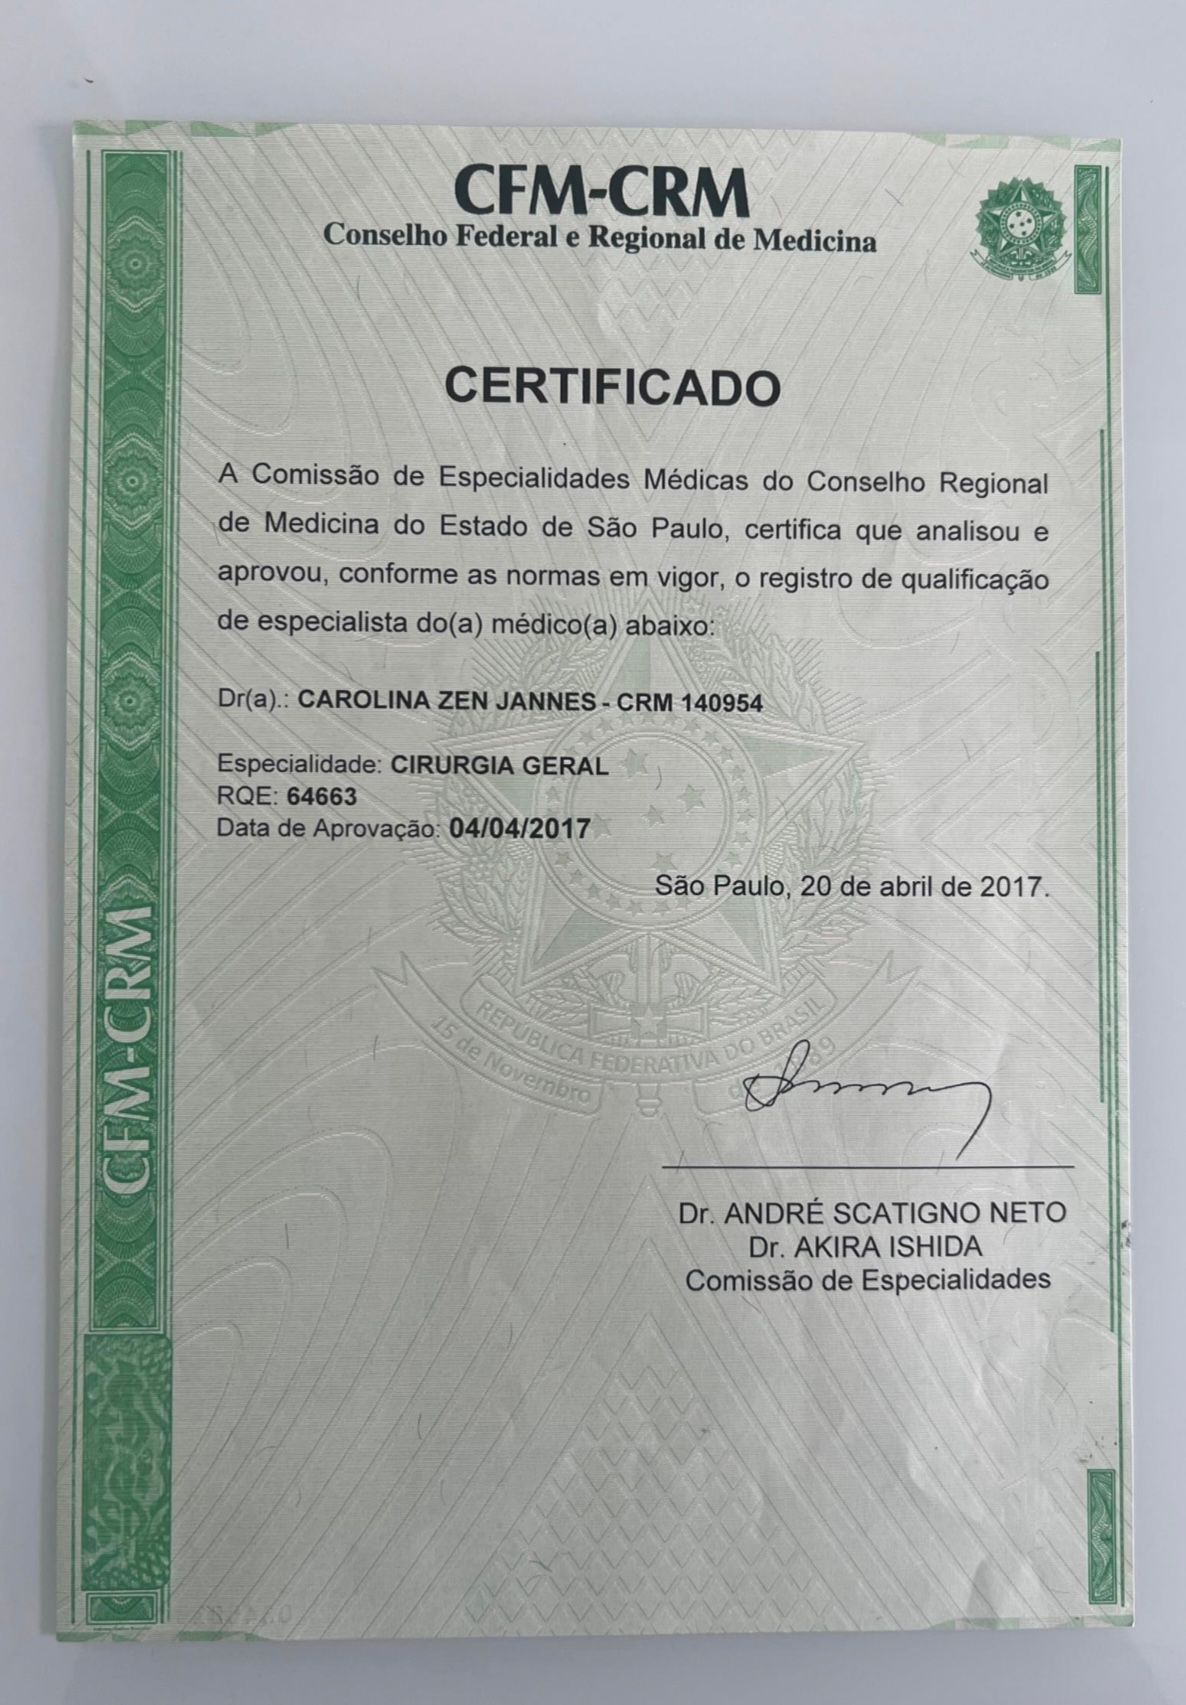 CFM-CRM
Conselho Federal e Regional de Medicina
CERTIFICADO
A Comissão de Especialidades Médicas do Conselho Regional
de Medicina do Estado de São Paulo, certifica que analisou e
aprovou, conforme as normas em vigor, o registro de qualificação
de especialista do(a) médico(a) abaixo:
Dr(a).: CAROLINA ZEN JANNES - CRM 140954
Especialidade: CIRURGIA GERAL
RQE: 64663
Data de Aprovação: 04/04/2017
São Paulo, 20 de abril de 2017.
REPÚBLICA FEDERATIVA DO BRASIL
15 de Novembro
Dr. ANDRÉ SCATIGNO NETO
Dr. AKIRA ISHIDA
Comissão de Especialidades
CFM-CRM